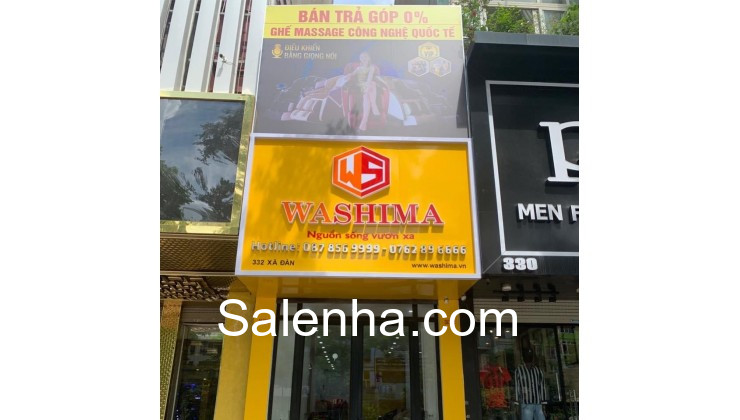 BÁN TRẢ GÓP 0%
GHẾ MASSAGE CÔNG NGHỆ QUỐC TẾ
ĐIỀU KHIỂN
BẰNG GIỌNG NÓI
WS
WASHIMA
Nguồn sống vươn xa
Hotline: 087 856 9999 - 0762 89 6666
332 XÃ ĐÀN
www.washima.vn
MEN F
330
Salenha.com